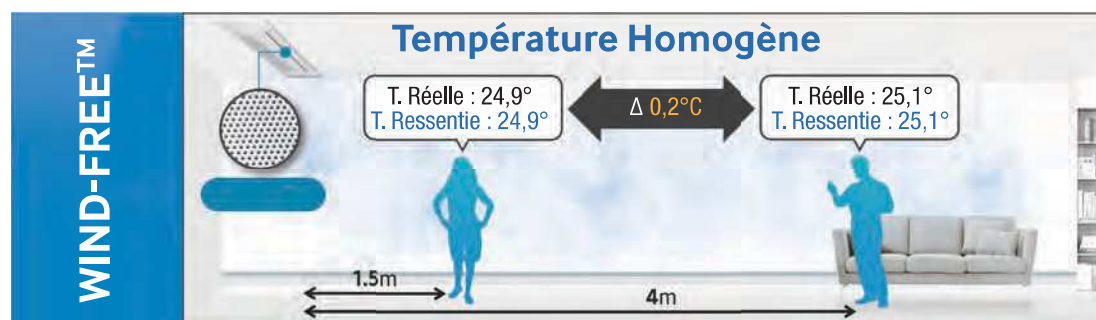 WIND-FREE™
Température Homogène
T. Réelle : 24,9°
T. Ressentie : 24,9°
Δ 0,2°C
T. Réelle : 25,1°
T. Ressentie : 25,1°
1.5m
4m